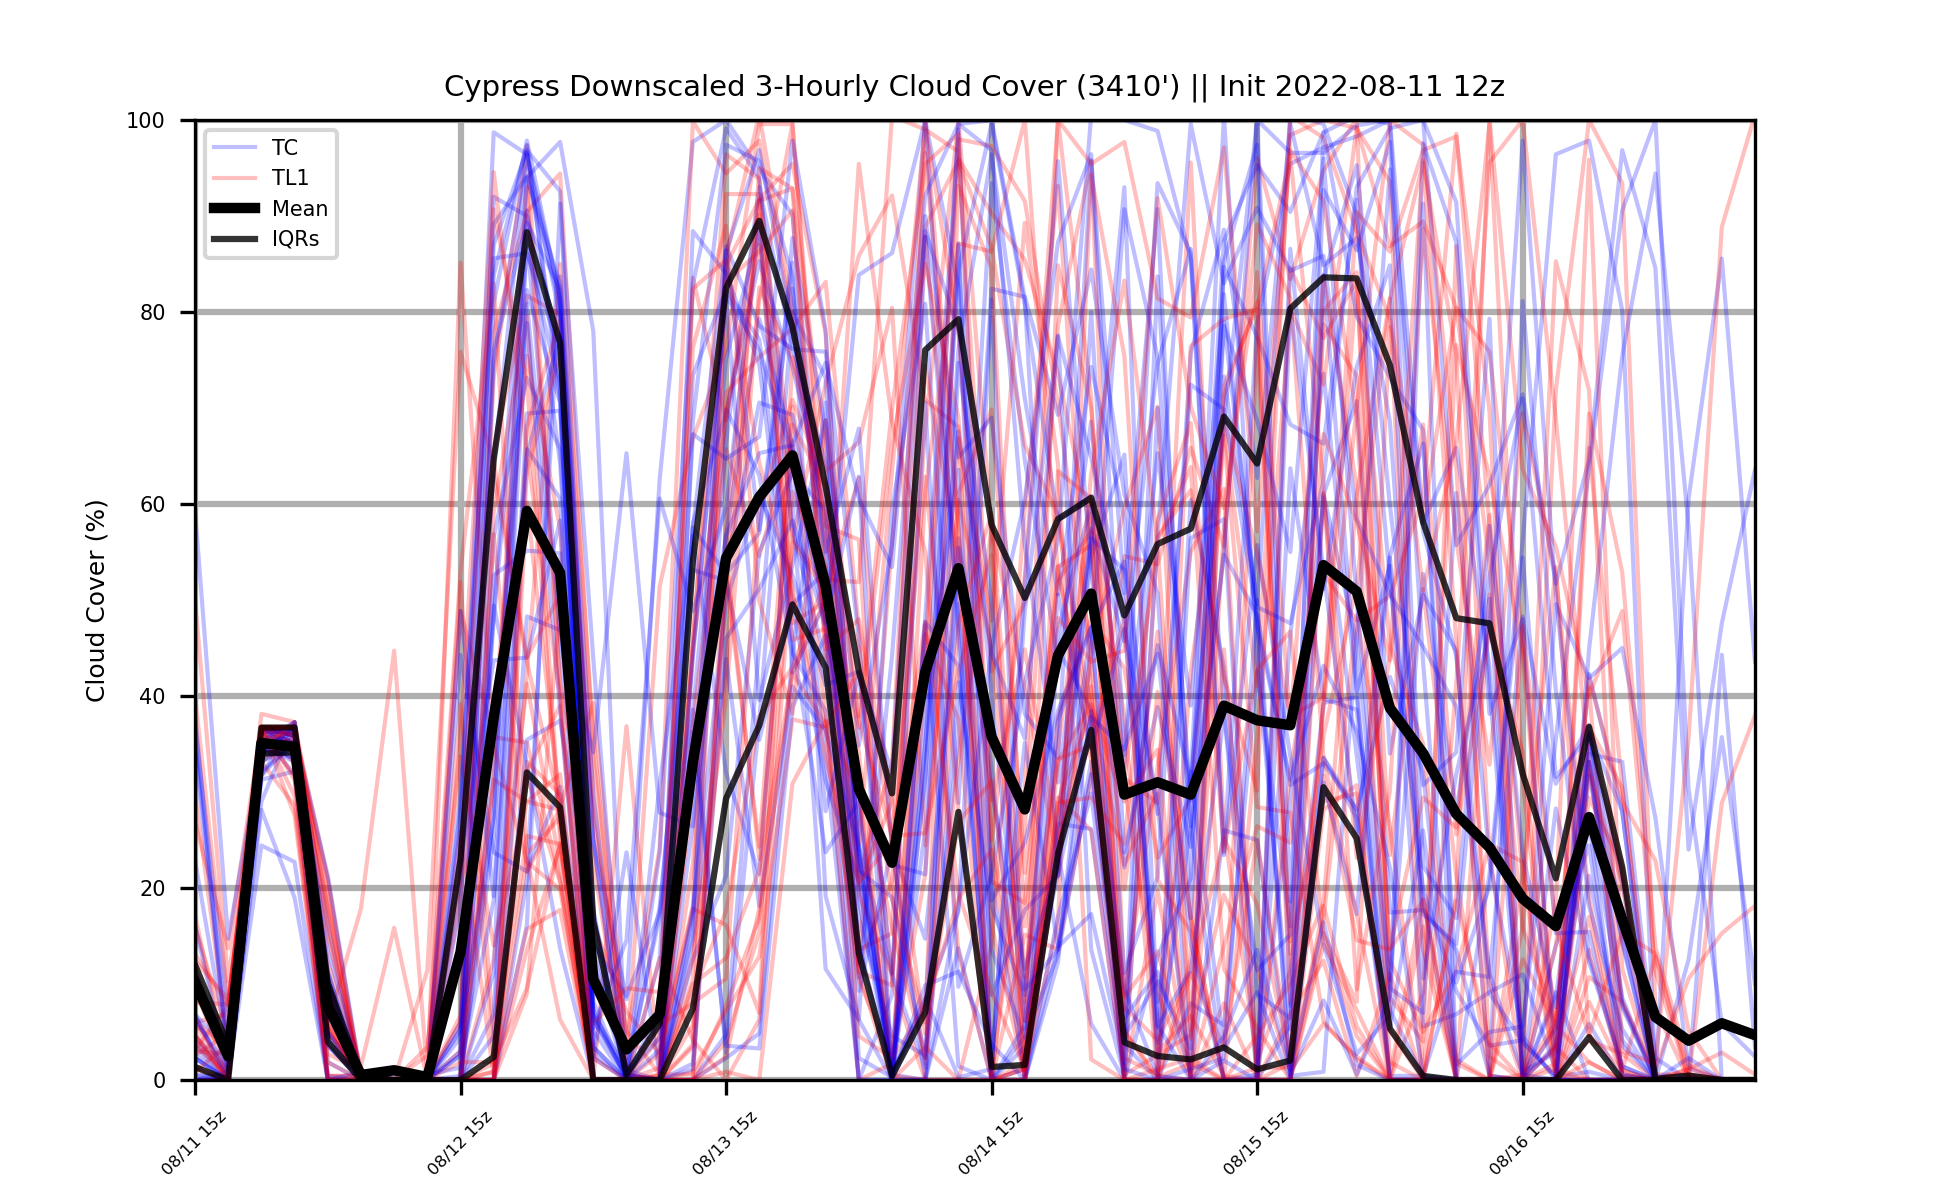 Cypress Downscaled 3-Hourly Cloud Cover (3410') || Init 2022-08-11 12z
TC
TL1
Mean
IQRs
Cloud Cover (%)
100
80
60
40
20
0
08/11 15z
08/12 15z
08/13 15z
08/14 15z
08/15 15z
08/16 15z